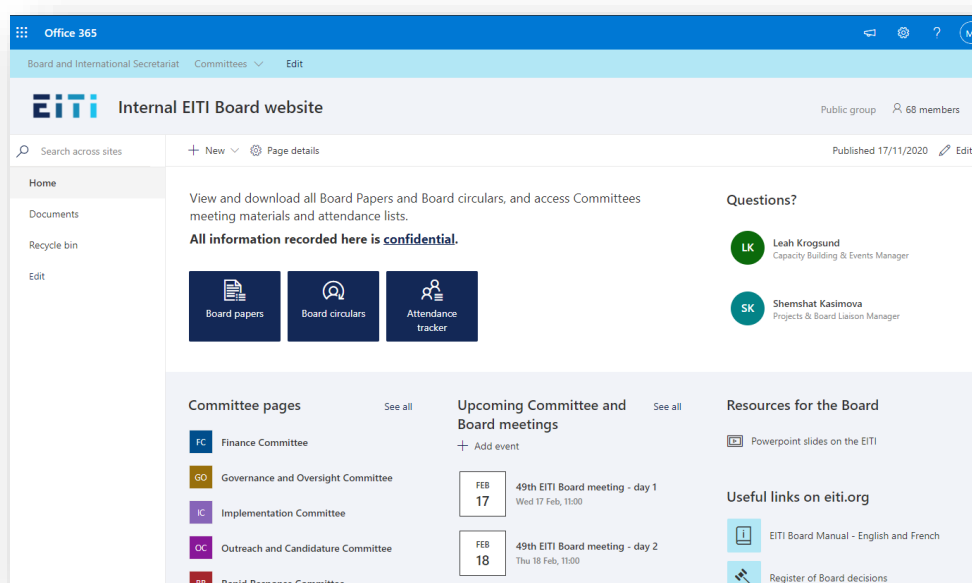 Office 365
?
M
Board and International Secretariat Committees Edit
EiTi Internal EITI Board website
Public group 68 members
Search across sites
New Page details
Published 17/11/2020 Edit
Home
Documents
Recycle bin
Edit
View and download all Board Papers and Board circulars, and access Committees
meeting materials and attendance lists.
All information recorded here is confidential.
Board papers
Board circulars
Attendance
tracker
Questions?
LK
Leah Krogsund
Capacity Building & Events Manager
SK
Shemshat Kasimova
Projects & Board Liaison Manager
Committee pages See all
FC Finance Committee
GO Governance and Oversight Committee
IC Implementation Committee
OC Outreach and Candidature Committee
RR Rapid Response Committee
Upcoming Committee and See all
Board meetings
Add event
FEB
17
49th EITI Board meeting - day 1
Wed 17 Feb, 11:00
FEB
18
49th EITI Board meeting - day 2
Thu 18 Feb, 11:00
Resources for the Board
Powerpoint slides on the EITI
Useful links on eiti.org
EITI Board Manual - English and French
Register of Board decisions